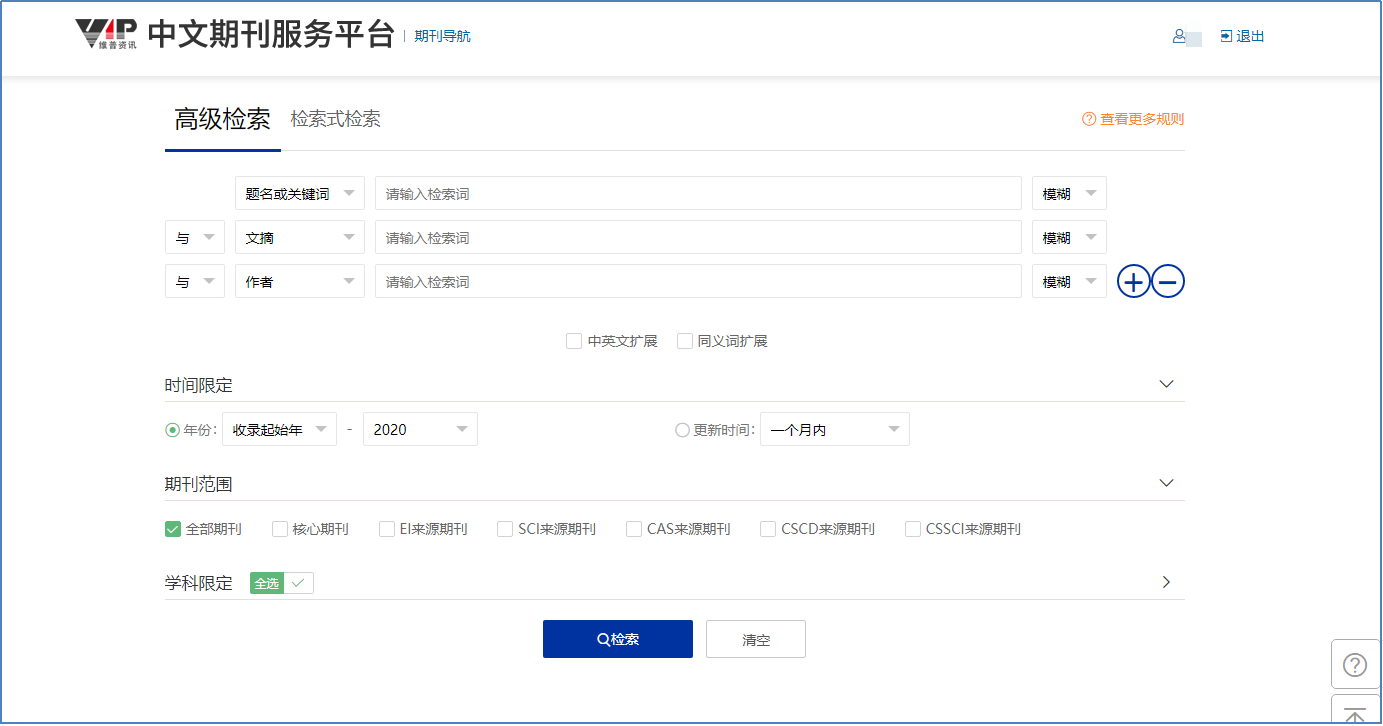 VIP 维普资讯 中文期刊服务平台 期刊导航 退出
高级检索 检索式检索 查看更多规则
题名或关键词 请输入检索词 模糊
与 文摘 请输入检索词 模糊
与 作者 请输入检索词 模糊
中英文扩展 同义词扩展
时间限定
年份: 收录起始年 - 2020 更新时间: 一个月内
期刊范围
全部期刊 核心期刊 EI来源期刊 SCI来源期刊 CAS来源期刊 CSCD来源期刊 CSSCI来源期刊
学科限定 全选
检索 清空